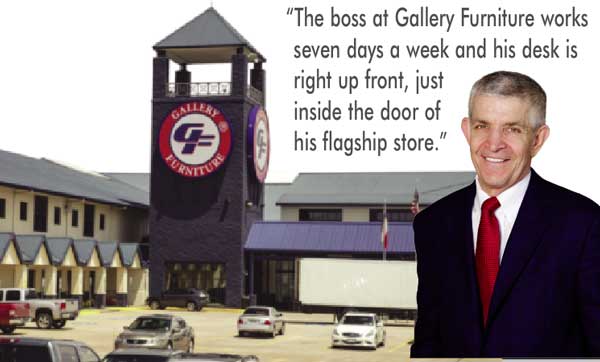 “The boss at Gallery Furniture works
seven days a week and his desk is
right up front, just
inside the door of
his flagship store.”
GALLERY
GF
FURNITURE
®